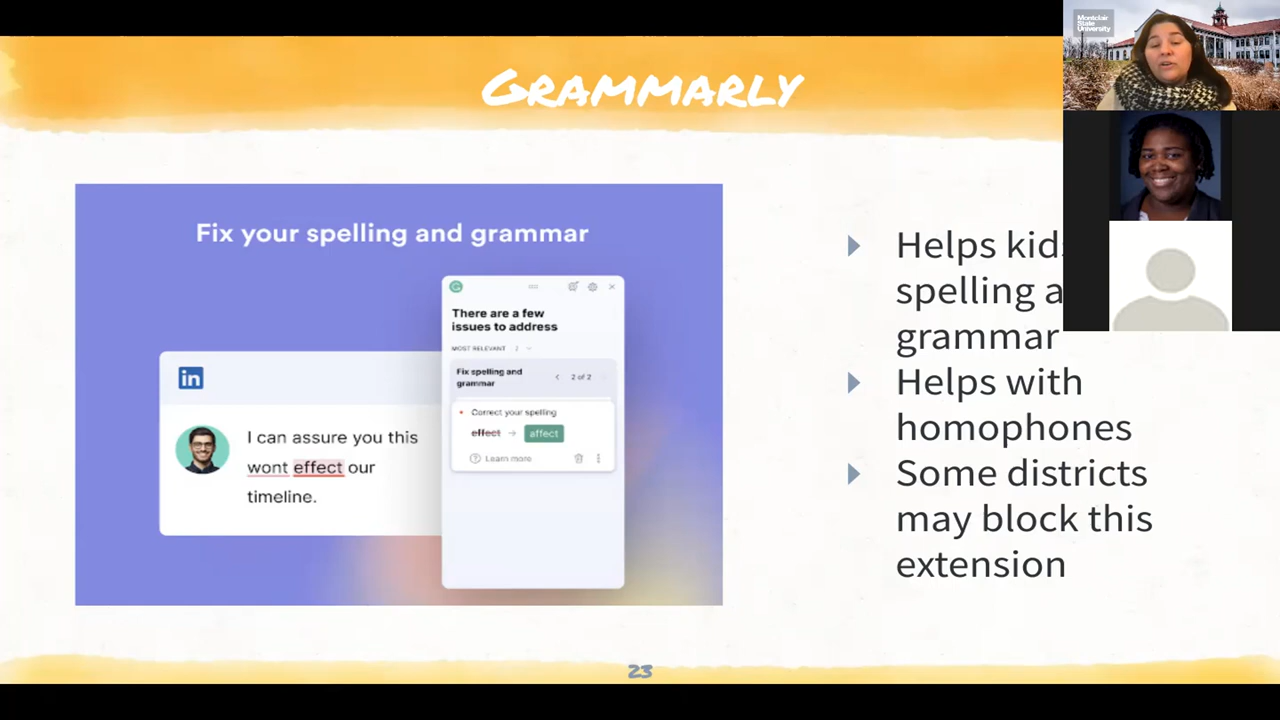 Montclair
State
University
GRAMMARLY
Fix your spelling and grammar
There are a few
issues to address
MOST RELEVANT 2
Fix spelling and
grammar
2 of 2
Correct your spelling
effect → affect
Learn more
in
I can assure you this
wont effect our
timeline.
Helps kid
spelling a
grammar
Helps with
homophones
Some districts
may block this
extension
23